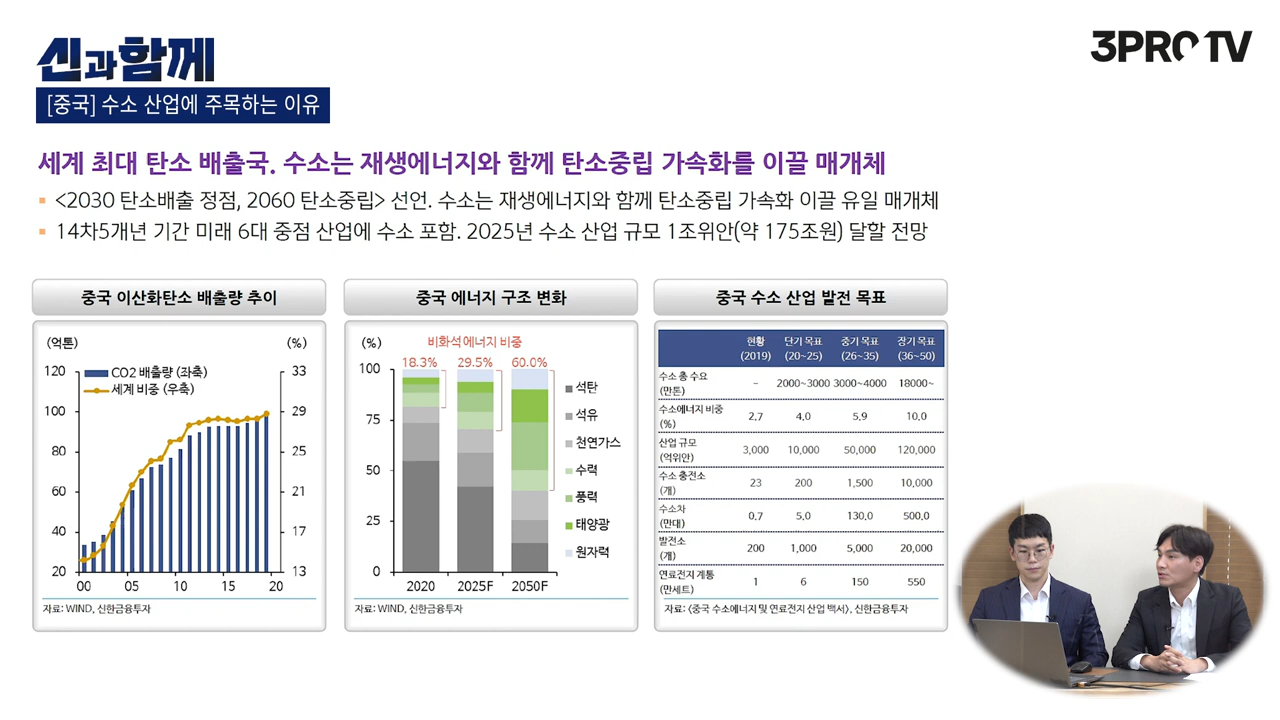 신과함께
3PRO TV
[중국] 수소 산업에 주목하는 이유
세계 최대 탄소 배출국. 수소는 재생에너지와 함께 탄소중립 가속화를 이끌 매개체
<2030 탄소배출 정점, 2060 탄소중립> 선언. 수소는 재생에너지와 함께 탄소중립 가속화 이끌 유일 매개체
14차5개년 기간 미래 6대 중점 산업에 수소 포함. 2025년 수소 산업 규모 1조위안(약 175조원) 달할 전망
중국 이산화탄소 배출량 추이
(억톤) (%)
CO2 배출량 (좌축)
세계 비중 (우축)
120 33
100 29
80 25
60 21
40 17
20 13
00 05 10 15 20
자료: WIND, 신한금융투자
중국 에너지 구조 변화
(%) 비화석 에너지 비중
18.3% 29.5% 60.0%
100
75
50
25
0
2020 2025F 2050F
석탄
석유
천연가스
수력
풍력
태양광
원자력
자료: WIND, 신한금융투자
중국 수소 산업 발전 목표
현황 단기 목표 중기 목표 장기 목표
(2019) (20~25) (26~35) (36~50)
수소 총 수요
(만톤) – 2000~3000 3000~4000 18000~
수소에너지 비중
(%) 2.7 4.0 5.9 10.0
산업 규모
(억위안) 3,000 10,000 50,000 120,000
수소 충전소
(개) 23 200 1,500 10,000
수소차
(만대) 0.7 5.0 130.0 500.0
발전소
(개) 200 1,000 5,000 20,000
연료전지 계통
(만세트) 1 6 150 550
자료: <중국 수소에너지 및 연료전지 산업 백서>, 신한금융투자